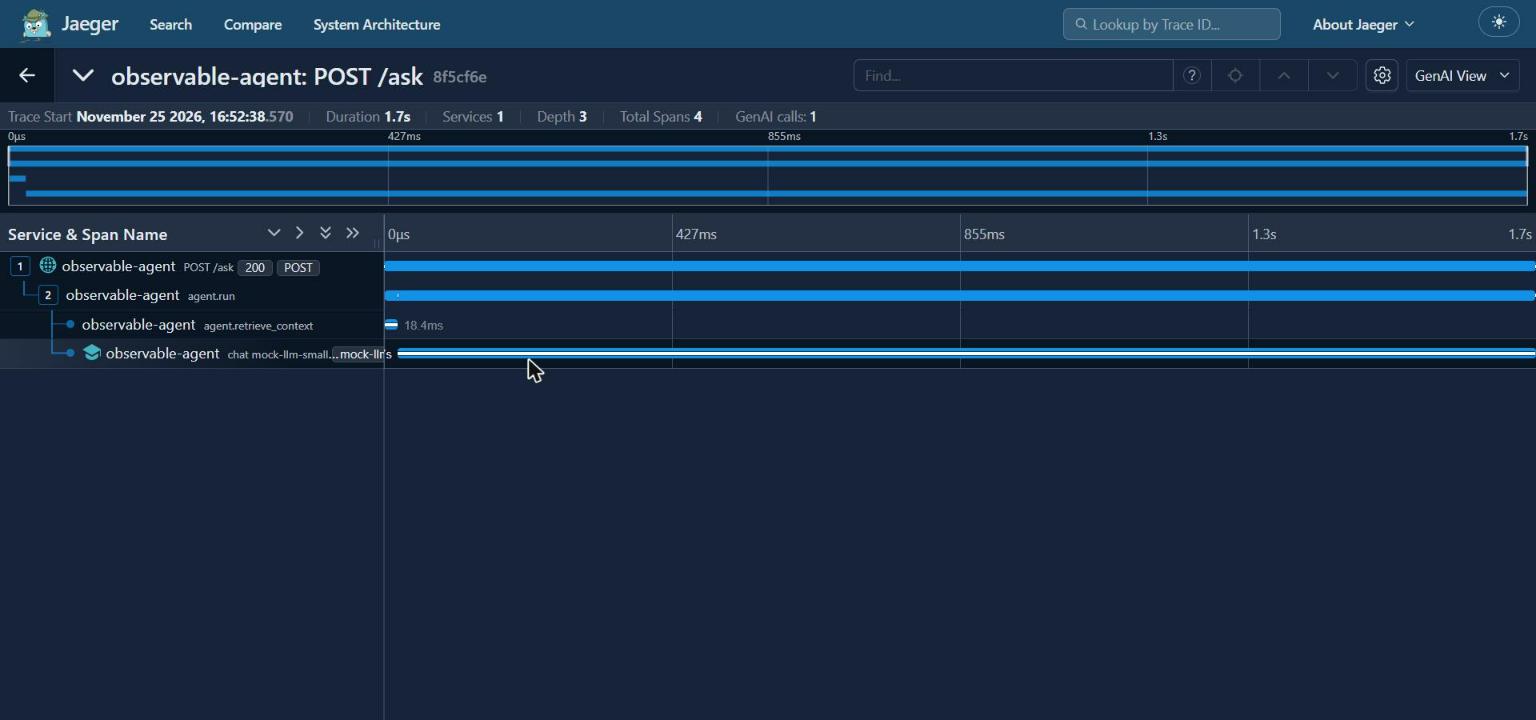 Jaeger Search Compare System Architecture Lookup by Trace ID... About Jaeger
observable-agent: POST /ask 8f5cf6e Find... ? GenAI View
Trace Start November 25 2026, 16:52:38.570 Duration 1.7s Services 1 Depth 3 Total Spans 4 GenAI calls: 1
0μs 427ms 855ms 1.3s 1.7s
Service & Span Name 0μs 427ms 855ms 1.3s 1.7s
1 observable-agent POST /ask 200 POST
2 observable-agent agent.run
observable-agent agent.retrieve_context 18.4ms
observable-agent chat mock-llm-small...